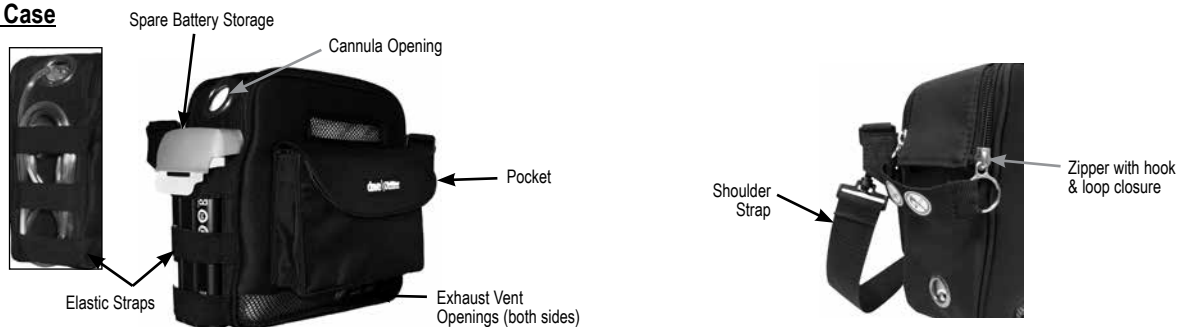 Case
Spare Battery Storage
Cannula Opening
Pocket
Elastic Straps
Exhaust Vent
Openings (both sides)
Shoulder
Strap
Zipper with hook
& loop closure